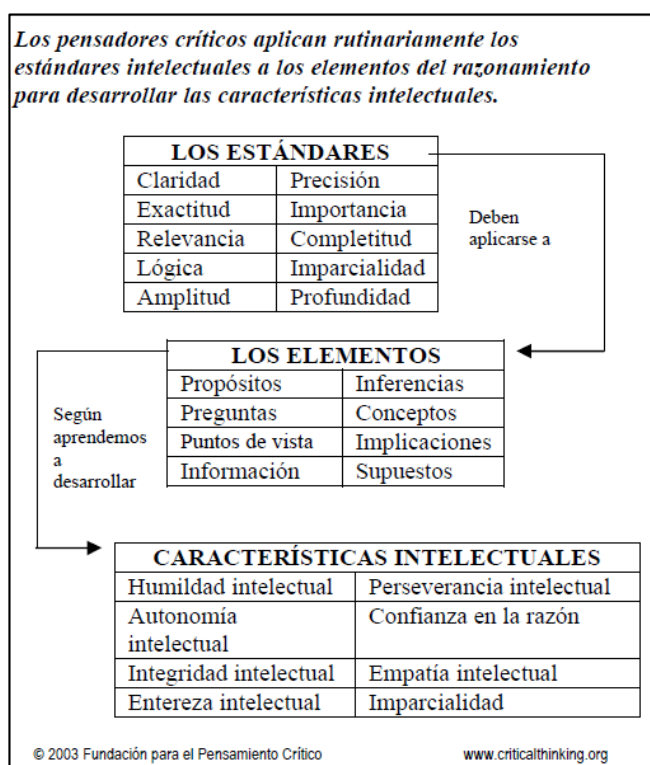 Los pensadores críticos aplican rutinariamente los
estándares intelectuales a los elementos del razonamiento
para desarrollar las características intelectuales.
LOS ESTÁNDARES
Claridad Precisión
Exactitud Importancia
Relevancia Completitud
Lógica Imparcialidad
Amplitud Profundidad
Deben
aplicarse a
LOS ELEMENTOS
Propósitos Inferencias
Preguntas Conceptos
Puntos de vista Implicaciones
Información Supuestos
Según
aprendemos
a
desarrollar
CARACTERÍSTICAS INTELECTUALES
Humildad intelectual Perseverancia intelectual
Autonomía Confianza en la razón
intelectual
Integridad intelectual Empatía intelectual
Entereza intelectual Imparcialidad
© 2003 Fundación para el Pensamiento Crítico www.criticalthinking.org